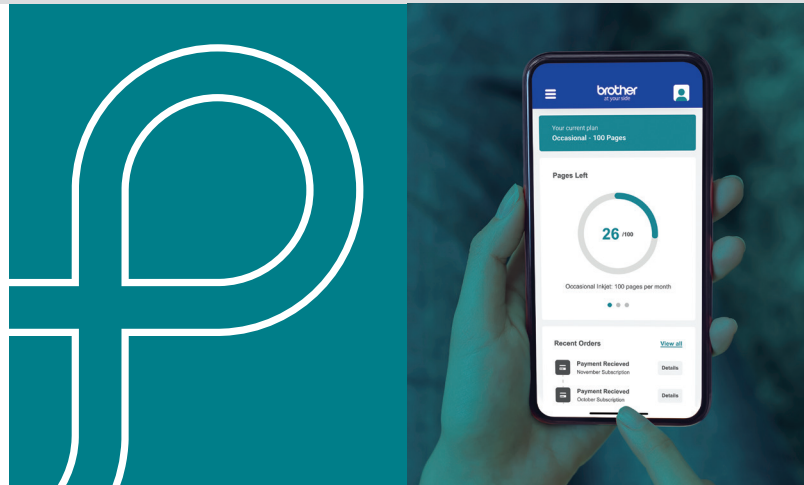 brother
at your side
Your current plan
Occasional - 100 Pages
Pages Left
26 /100
Occasional Inkjet: 100 pages per month
Recent Orders View all
Payment Recieved
November Subscription
Details
Payment Recieved
October Subscription
Details